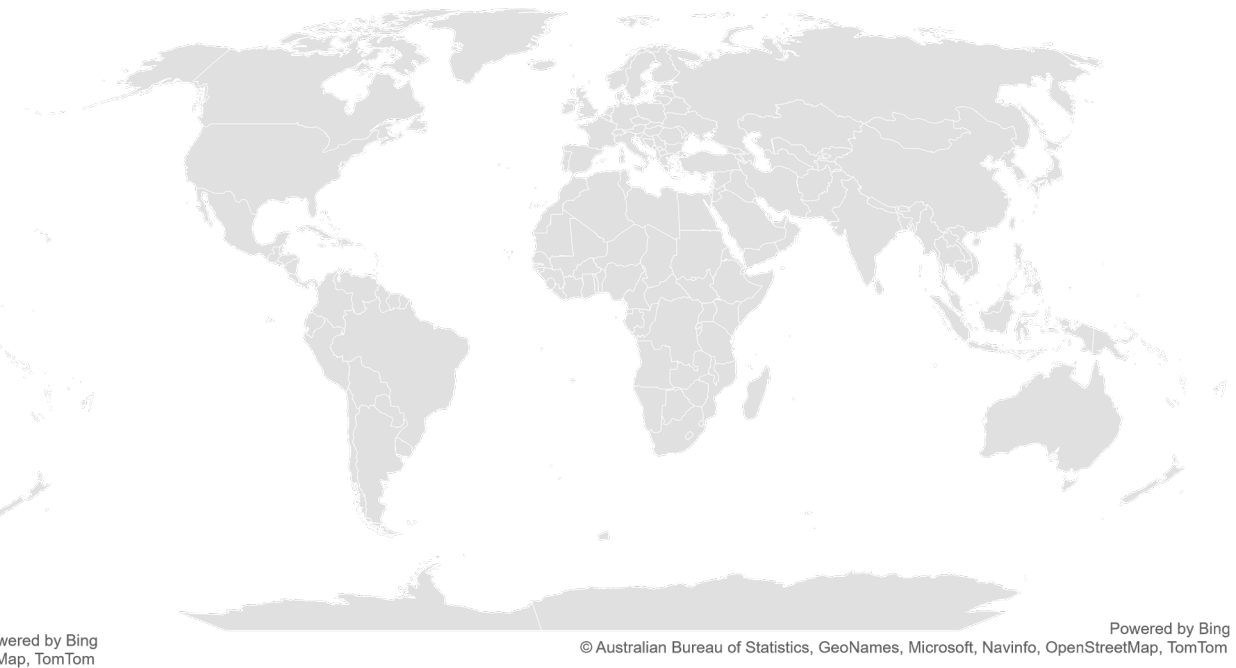 wered by Bing
Map, TomTom
Powered by Bing
© Australian Bureau of Statistics, GeoNames, Microsoft, Navinfo, OpenStreetMap, TomTom